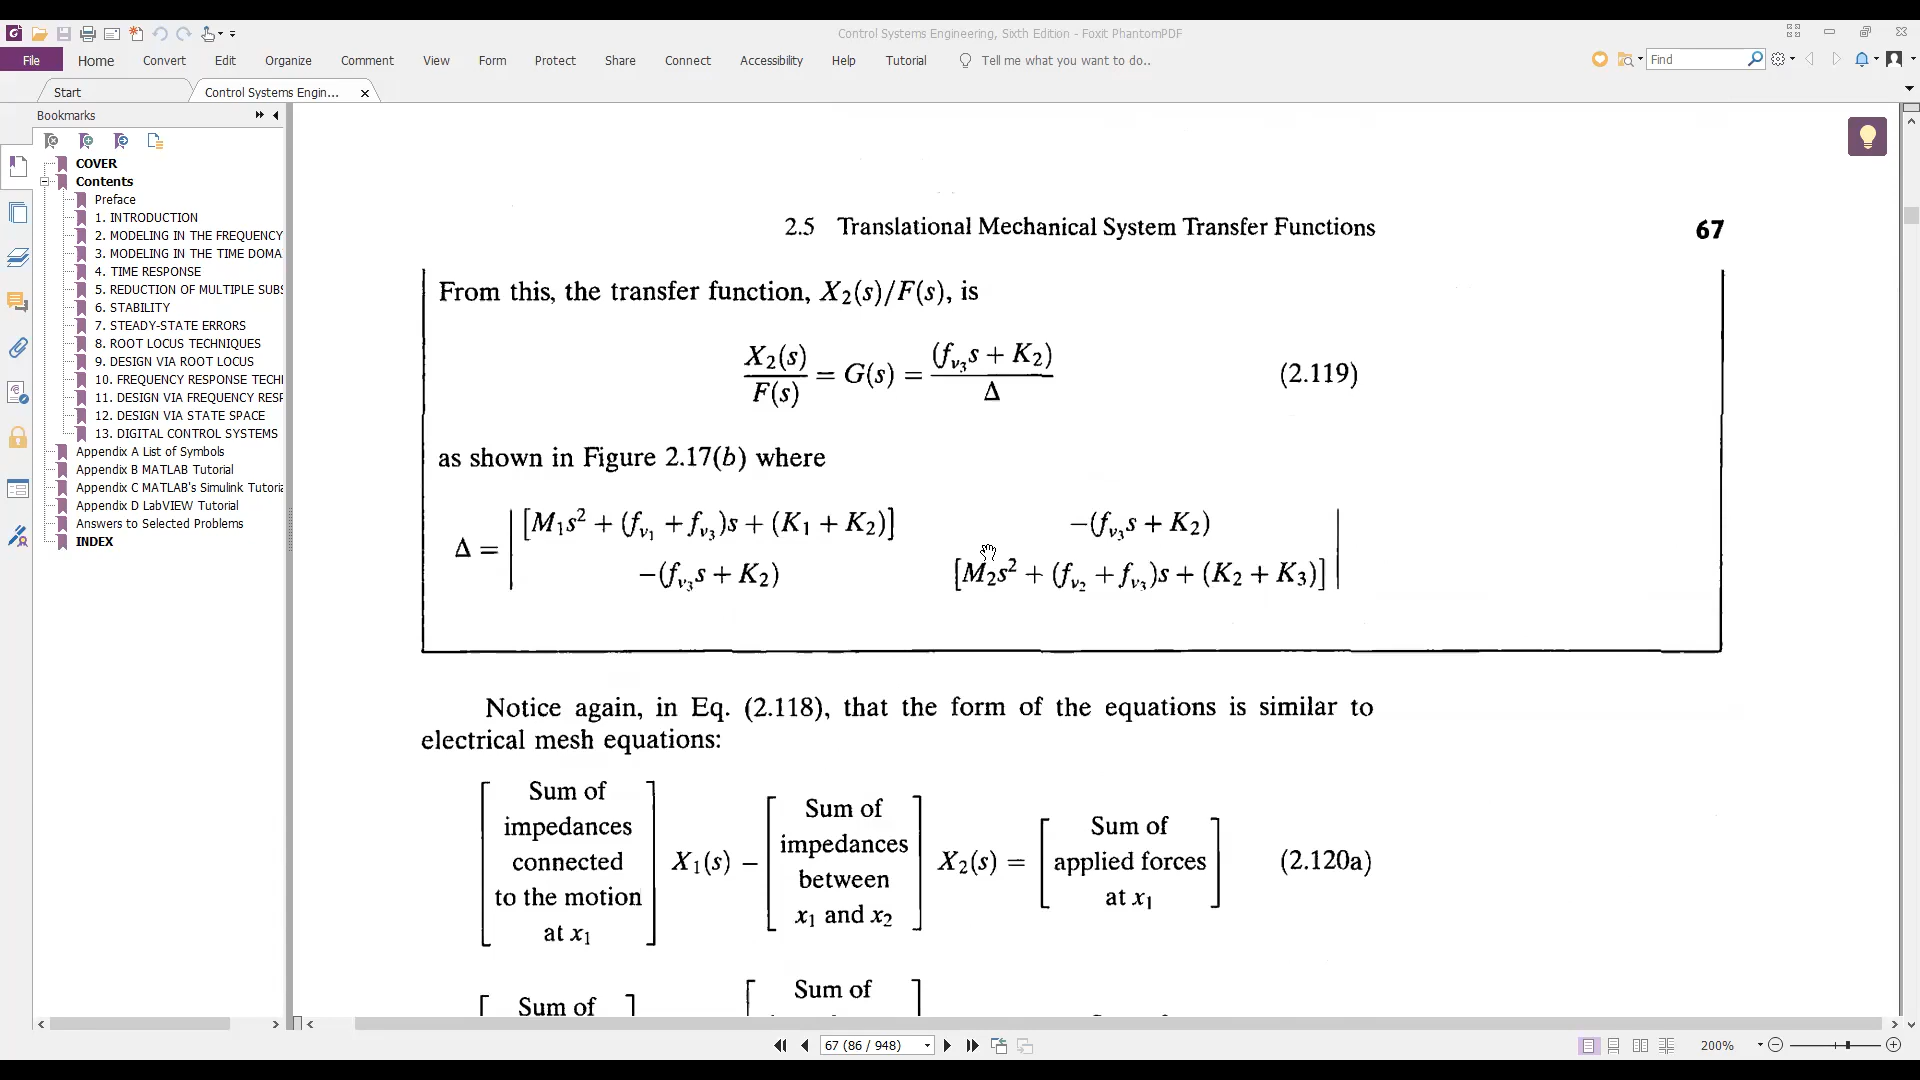 Control Systems Engineering, Sixth Edition - Foxit PhantomPDF
File Home Convert Edit Organize Comment View Form Protect Share Connect Accessibility Help Tutorial Tell me what you want to do.. Find
Start Control Systems Engin...
Bookmarks
COVER
Contents
Preface
1. INTRODUCTION
2. MODELING IN THE FREQUENCY
3. MODELING IN THE TIME DOMA
4. TIME RESPONSE
5. REDUCTION OF MULTIPLE SUBS
6. STABILITY
7. STEADY-STATE ERRORS
8. ROOT LOCUS TECHNIQUES
9. DESIGN VIA ROOT LOCUS
10. FREQUENCY RESPONSE TECH
11. DESIGN VIA FREQUENCY RESP
12. DESIGN VIA STATE SPACE
13. DIGITAL CONTROL SYSTEMS
Appendix A List of Symbols
Appendix B MATLAB Tutorial
Appendix C MATLAB's Simulink Tutoria
Appendix D LabVIEW Tutorial
Answers to Selected Problems
INDEX
2.5 Translational Mechanical System Transfer Functions 67
From this, the transfer function, X₂(s)/F(s), is
X₂(s)/F(s) = G(s) = (f_v₃s + K₂)/Δ (2.119)
as shown in Figure 2.17(b) where
Δ = | [M₁s² + (f_v₁ + f_v₃)s + (K₁ + K₂)] −(f_v₃s + K₂) |
| −(f_v₃s + K₂) [M₂s² + (f_v₂ + f_v₃)s + (K₂ + K₃)] |
Notice again, in Eq. (2.118), that the form of the equations is similar to
electrical mesh equations:
[Sum of impedances connected to the motion at x₁] X₁(s) − [Sum of impedances between x₁ and x₂] X₂(s) = [Sum of applied forces at x₁] (2.120a)
Sum of Sum of
67 (86 / 948) 200%